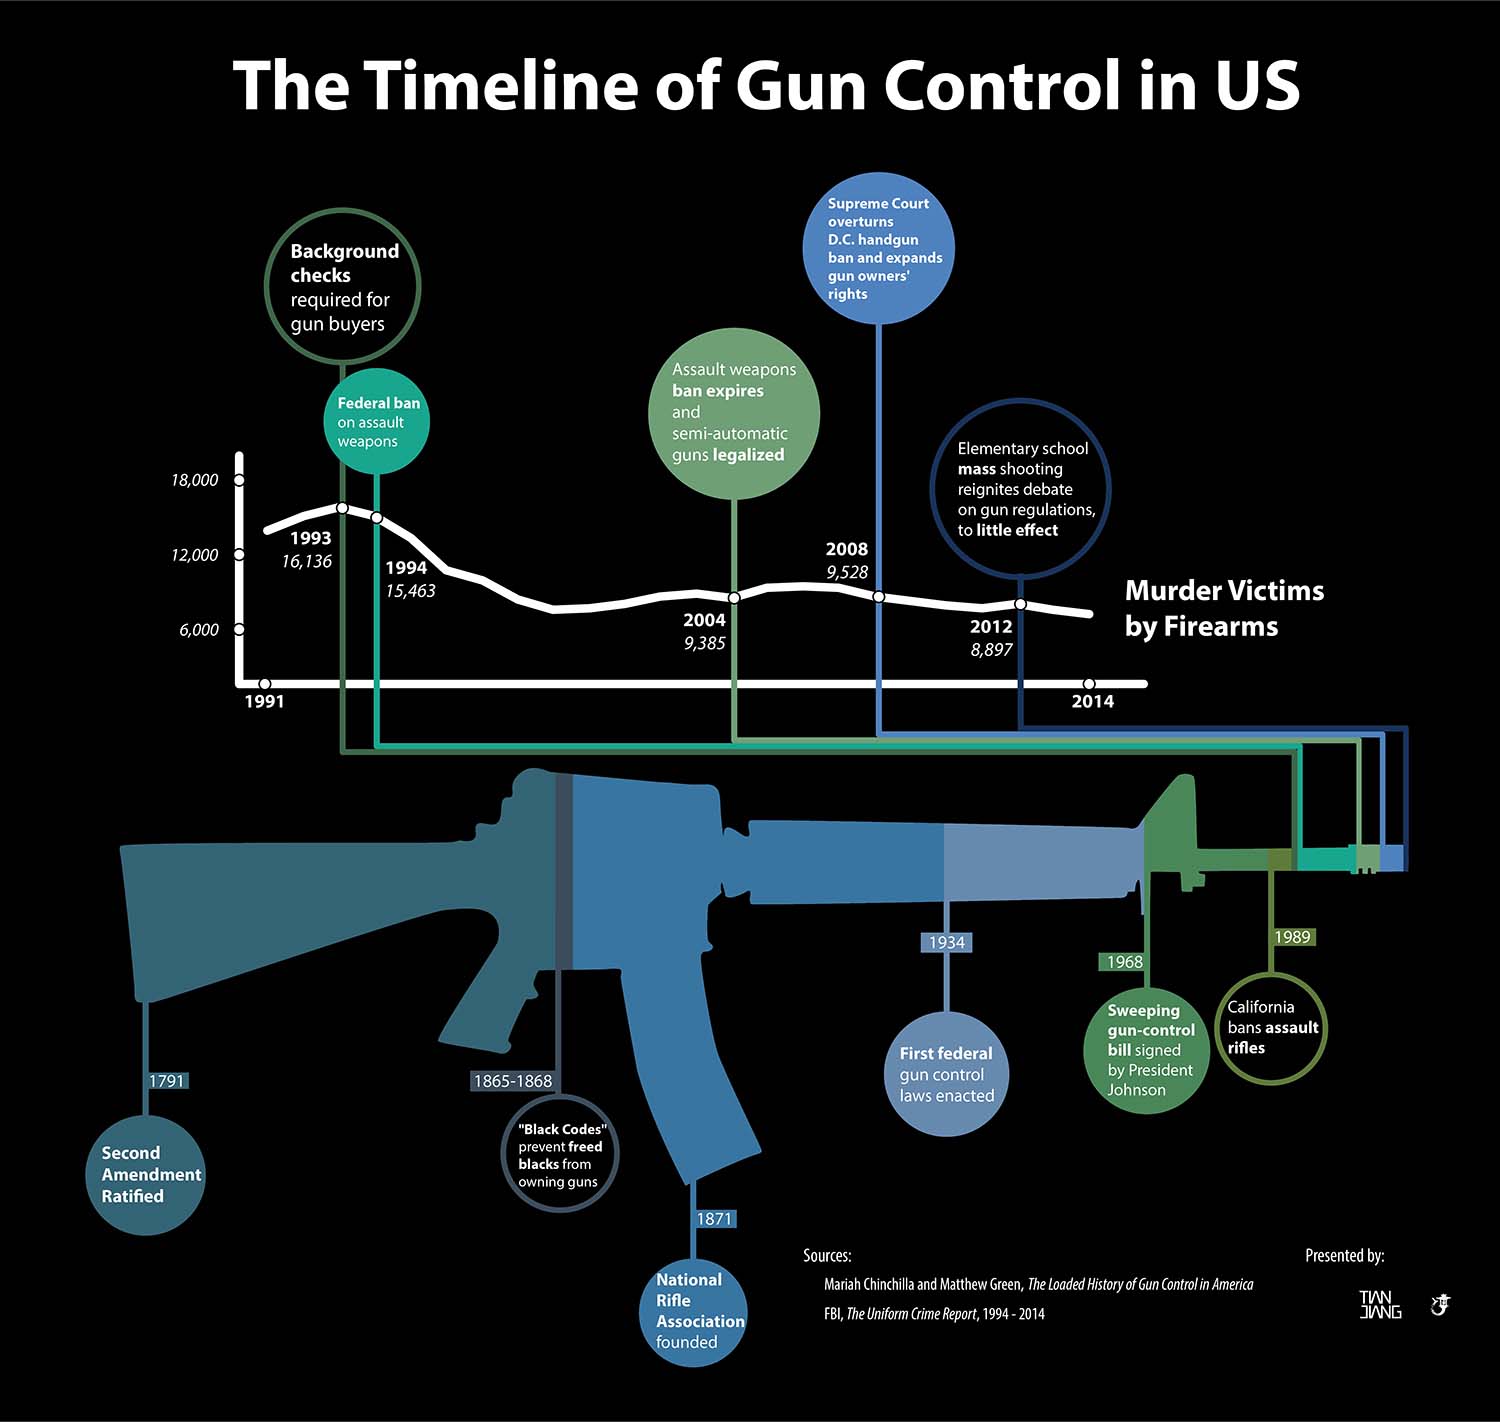 The Timeline of Gun Control in US
Supreme Court
overturns
D.C. handgun
ban and expands
gun owners'
rights
Background
checks
required for
gun buyers
Federal ban
on assault
weapons
Assault weapons
ban expires
and
semi-automatic
guns legalized
Elementary school
mass shooting
reignites debate
on gun regulations,
to little effect
18,000
12,000
6,000
1993
16,136
1994
15,463
2004
9,385
2008
9,528
2012
8,897
Murder Victims
by Firearms
1991
2014
1791
Second
Amendment
Ratified
1865-1868
"Black Codes"
prevent freed
blacks from
owning guns
1871
National
Rifle
Association
founded
1934
First federal
gun control
laws enacted
1968
Sweeping
gun-control
bill signed
by President
Johnson
1989
California
bans assault
rifles
Sources:
Mariah Chinchilla and Matthew Green, The Loaded History of Gun Control in America
FBI, The Uniform Crime Report, 1994 - 2014
Presented by:
TIAN
JIANG